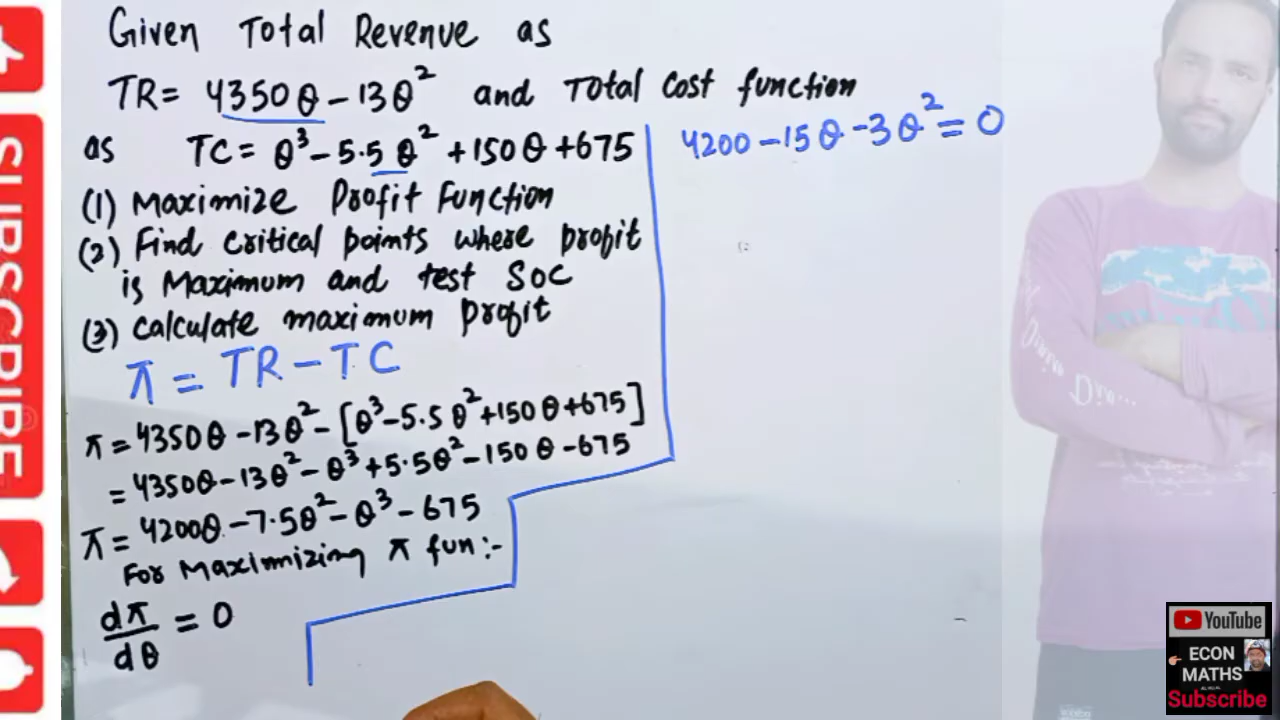 Given Total Revenue as
TR= 4350θ – 13θ² and Total Cost function
as TC= θ³ – 5.5 θ² + 150θ + 675
(1) Maximize Profit Function
(2) Find critical points where profit
is Maximum and test SOC
(3) Calculate maximum profit
π = TR – TC
π = 4350θ – 13θ² – [θ³ – 5.5θ² + 150θ + 675]
= 4350θ – 13θ² – θ³ + 5.5θ² – 150θ – 675
π = 4200θ – 7.5θ² – θ³ – 675
For Maximizing π fun :-
dπ/dθ = 0
4200 – 15θ – 3θ² = 0
SUBSCRIBE
YouTube
ECON
MATHS
Subscribe